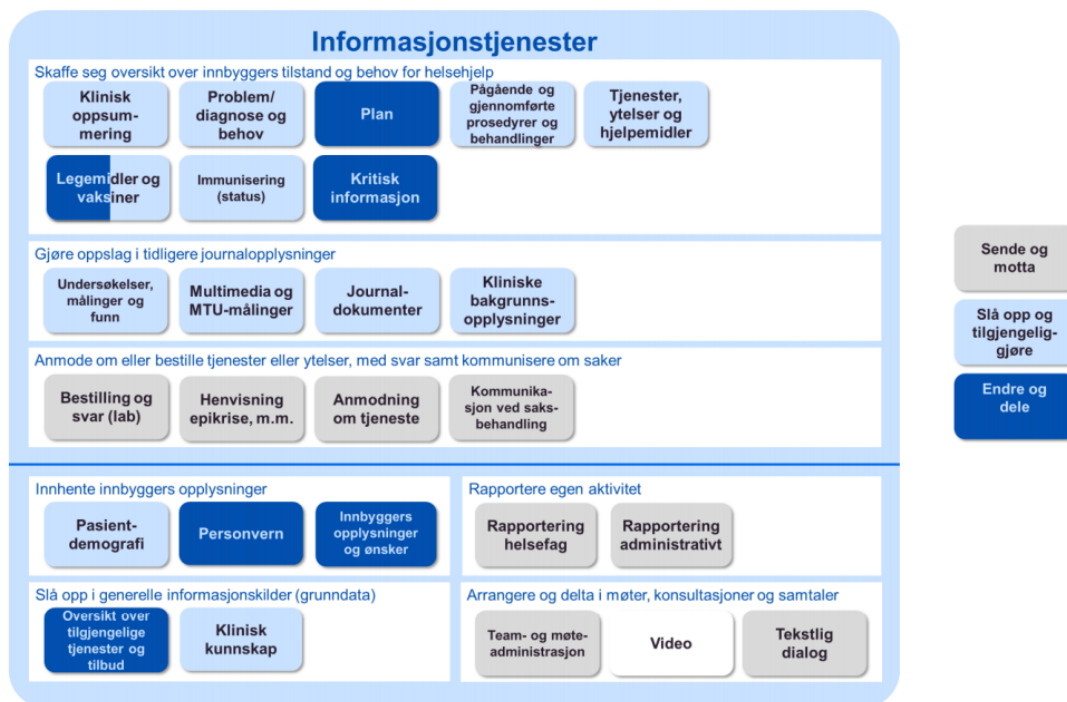 Informasjonstjenester
Skaffe seg oversikt over innbyggers tilstand og behov for helsehjelp
Klinisk
oppsum-
mering
Problem/
diagnose og
behov
Plan
Pågående og
gjennomførte
prosedyrer og
behandlinger
Tjenester,
ytelser og
hjelpemidler
Legemidler og
vaksiner
Immunisering
(status)
Kritisk
informasjon
Gjøre oppslag i tidligere journalopplysninger
Undersøkelser,
målinger og
funn
Multimedia og
MTU-målinger
Journal-
dokumenter
Kliniske
bakgrunns-
opplysninger
Anmode om eller bestille tjenester eller ytelser, med svar samt kommunisere om saker
Bestilling og
svar (lab)
Henvisning
epikrise, m.m.
Anmodning
om tjeneste
Kommunika-
sjon ved saks-
behandling
Innhente innbyggers opplysninger
Pasient-
demografi
Personvern
Innbyggers
opplysninger
og ønsker
Rapportere egen aktivitet
Rapportering
helsefag
Rapportering
administrativt
Slå opp i generelle informasjonskilder (grunndata)
Oversikt over
tilgjengelige
tjenester og
tilbud
Klinisk
kunnskap
Arrangere og delta i møter, konsultasjoner og samtaler
Team- og møte-
administrasjon
Video
Tekstlig
dialog
Sende og
motta
Slå opp og
tilgjengelig-
gjøre
Endre og
dele